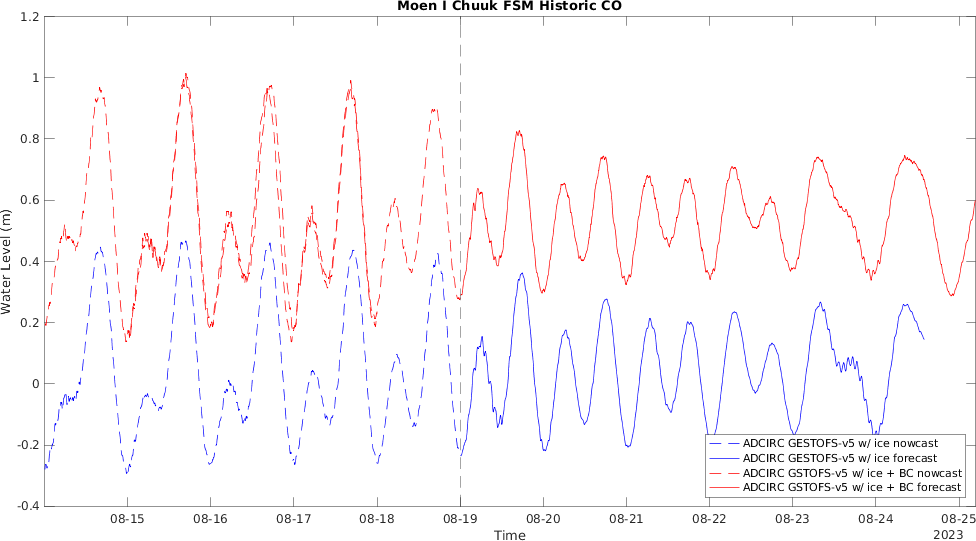 Moen I Chuuk FSM Historic CO
1.2
1
0.8
0.6
0.4
0.2
0
-0.2
-0.4
Water Level (m)
ADCIRC GESTOFS-v5 w/ ice nowcast
ADCIRC GESTOFS-v5 w/ ice forecast
ADCIRC GSTOFS-v5 w/ ice + BC nowcast
ADCIRC GSTOFS-v5 w/ ice + BC forecast
08-15 08-16 08-17 08-18 08-19 08-20 08-21 08-22 08-23 08-24 08-25
Time
2023